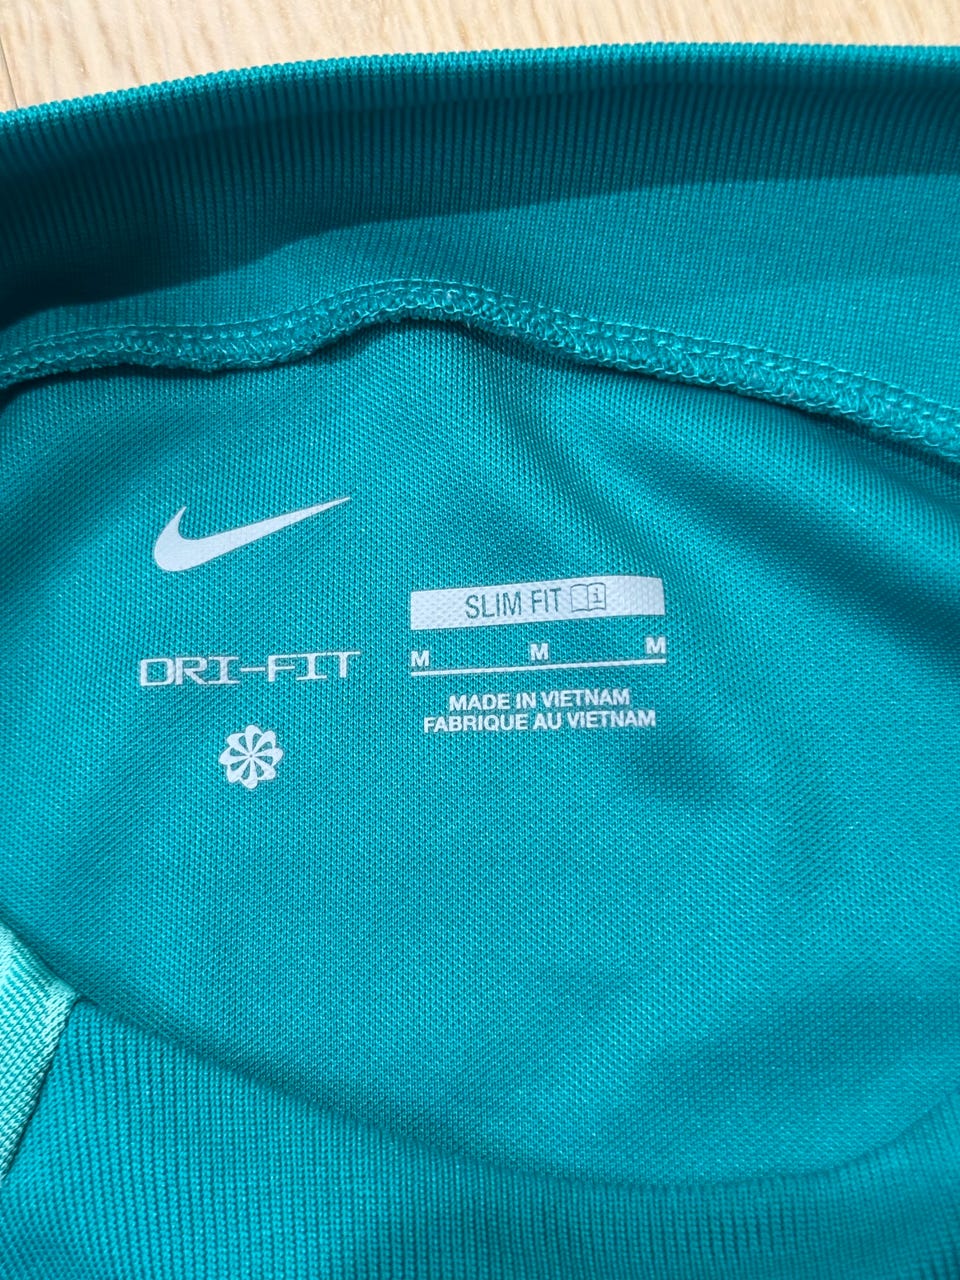 DRI-FIT
SLIM FIT
M M M
MADE IN VIETNAM
FABRIQUE AU VIETNAM